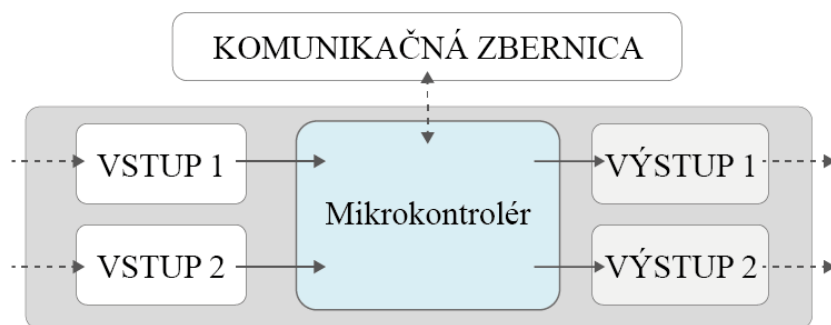 KOMUNIKAČNÁ ZBERNICA
VSTUP 1
VÝSTUP 1
Mikrokontrolér
VSTUP 2
VÝSTUP 2